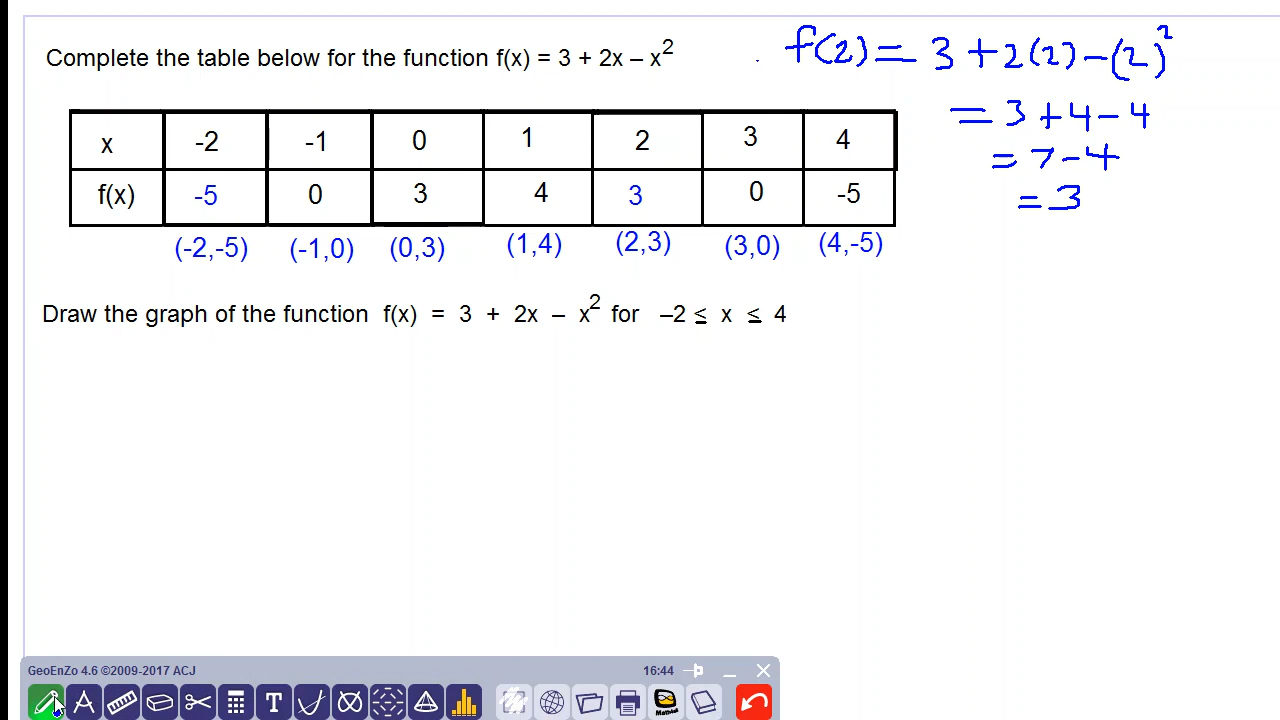 Complete the table below for the function f(x) = 3 + 2x – x²
f(2) = 3 + 2(2) – (2)²
= 3 + 4 – 4
= 7 – 4
= 3
x -2 -1 0 1 2 3 4
f(x) -5 0 3 4 3 0 -5
(-2,-5) (-1,0) (0,3) (1,4) (2,3) (3,0) (4,-5)
Draw the graph of the function f(x) = 3 + 2x – x² for –2 ≤ x ≤ 4
GeoEnZo 4.6 ©2009-2017 ACJ 16:44
T